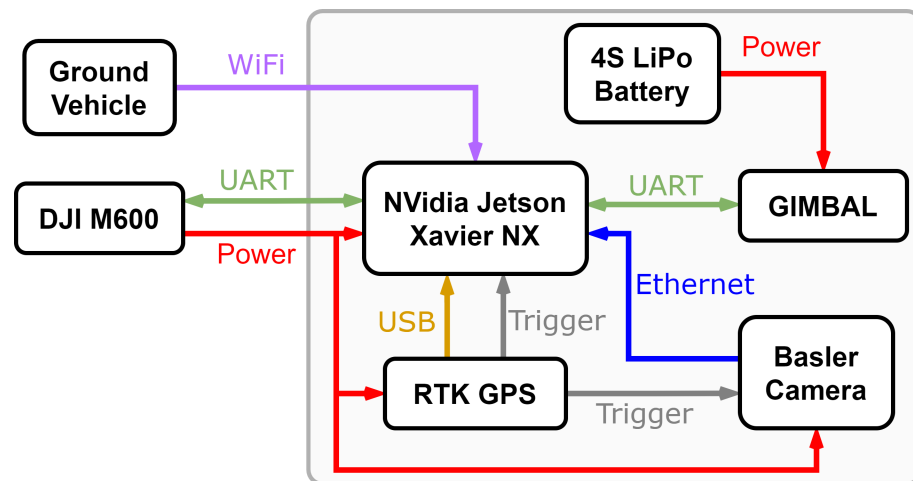 Ground
Vehicle
WiFi
4S LiPo
Battery
Power
DJI M600
UART
Power
NVidia Jetson
Xavier NX
UART
GIMBAL
Ethernet
USB
Trigger
RTK GPS
Trigger
Basler
Camera